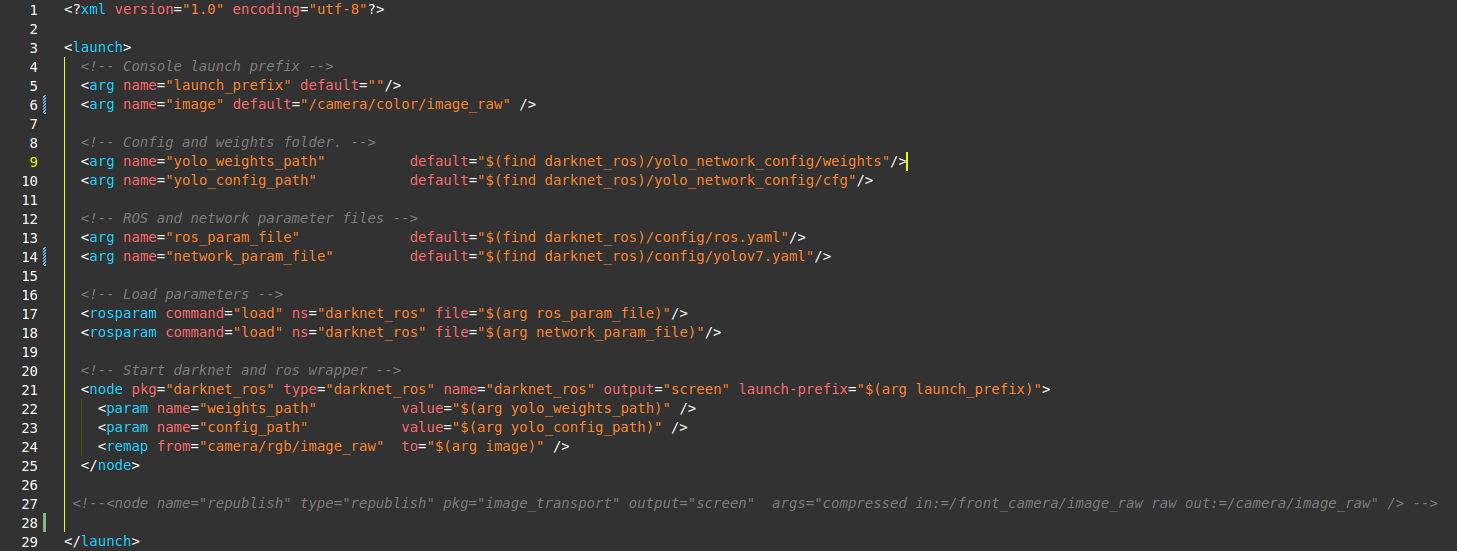 1 <?xml version="1.0" encoding="utf-8"?>
2
3 <launch>
4   <!-- Console launch prefix -->
5   <arg name="launch_prefix" default=""/>
6   <arg name="image" default="/camera/color/image_raw" />
7
8   <!-- Config and weights folder. -->
9   <arg name="yolo_weights_path"          default="$(find darknet_ros)/yolo_network_config/weights"/>
10   <arg name="yolo_config_path"           default="$(find darknet_ros)/yolo_network_config/cfg"/>
11
12   <!-- ROS and network parameter files -->
13   <arg name="ros_param_file"             default="$(find darknet_ros)/config/ros.yaml"/>
14   <arg name="network_param_file"         default="$(find darknet_ros)/config/yolov7.yaml"/>
15
16   <!-- Load parameters -->
17   <rosparam command="load" ns="darknet_ros" file="$(arg ros_param_file)"/>
18   <rosparam command="load" ns="darknet_ros" file="$(arg network_param_file)"/>
19
20   <!-- Start darknet and ros wrapper -->
21   <node pkg="darknet_ros" type="darknet_ros" name="darknet_ros" output="screen" launch-prefix="$(arg launch_prefix)">
22     <param name="weights_path"          value="$(arg yolo_weights_path)" />
23     <param name="config_path"           value="$(arg yolo_config_path)" />
24     <remap from="camera/rgb/image_raw"  to="$(arg image)" />
25   </node>
26
27  <!--<node name="republish" type="republish" pkg="image_transport" output="screen"  args="compressed in:=/front_camera/image_raw raw out:=/camera/image_raw" /> -->
28
29 </launch>